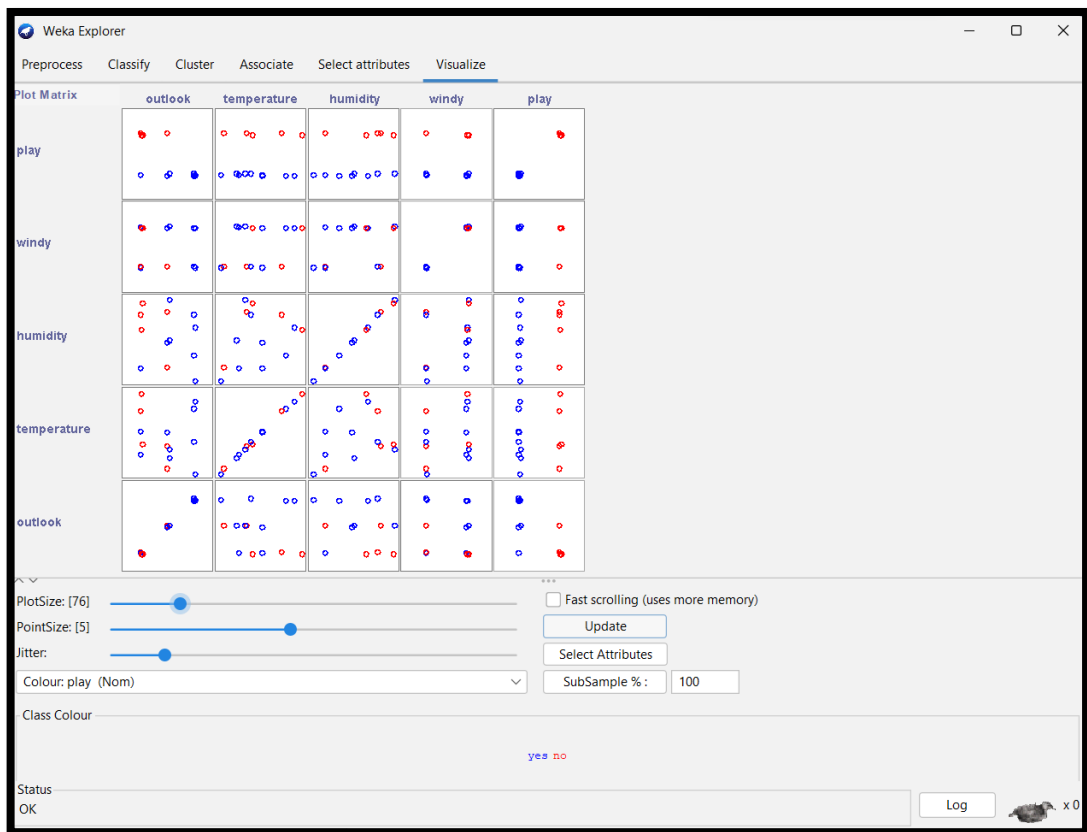 Weka Explorer
Preprocess Classify Cluster Associate Select attributes Visualize
Plot Matrix outlook temperature humidity windy play
play
windy
humidity
temperature
outlook
PlotSize: [76]
Fast scrolling (uses more memory)
PointSize: [5]
Update
Jitter:
Select Attributes
Colour: play (Nom)
SubSample % : 100
Class Colour
yes no
Status
OK
Log x 0